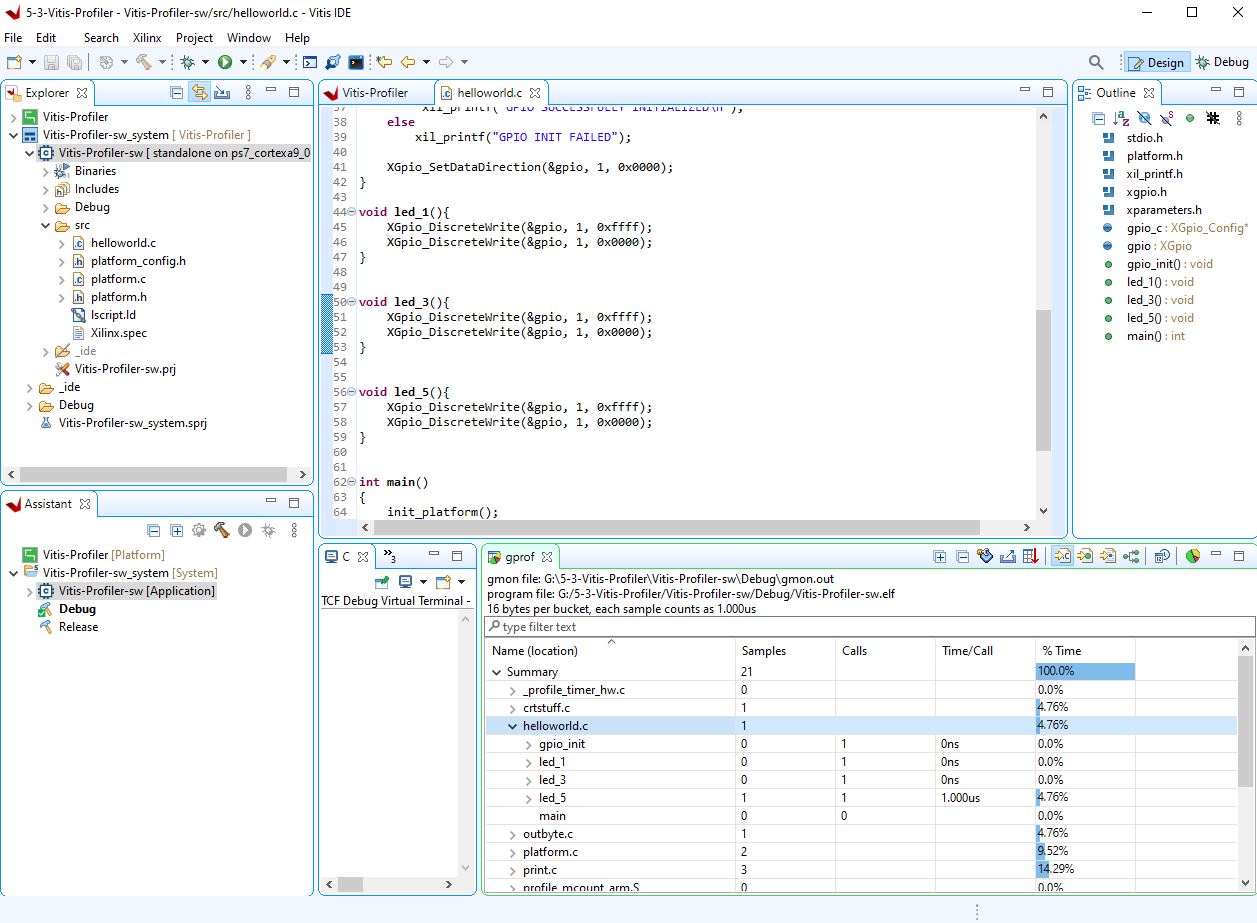 5-3-Vitis-Profiler - Vitis-Profiler-sw/src/helloworld.c - Vitis IDE
File Edit Search Xilinx Project Window Help
Design Debug
Explorer
Vitis-Profiler
Vitis-Profiler-sw_system [ Vitis-Profiler ]
Vitis-Profiler-sw [ standalone on ps7_cortexa9_0
Binaries
Includes
Debug
src
helloworld.c
platform_config.h
platform.c
platform.h
lscript.ld
Xilinx.spec
_ide
Vitis-Profiler-sw.prj
_ide
Debug
Vitis-Profiler-sw_system.sprj
Assistant
Vitis-Profiler [Platform]
Vitis-Profiler-sw_system [System]
Vitis-Profiler-sw [Application]
Debug
Release
Vitis-Profiler helloworld.c
37 xil_printf("GPIO SUCCESSFULLY INITIALIZED\n");
38 else
39 xil_printf("GPIO INIT FAILED");
40
41 XGpio_SetDataDirection(&gpio, 1, 0x0000);
42 }
43
44 void led_1(){
45 XGpio_DiscreteWrite(&gpio, 1, 0xffff);
46 XGpio_DiscreteWrite(&gpio, 1, 0x0000);
47 }
48
49
50 void led_3(){
51 XGpio_DiscreteWrite(&gpio, 1, 0xffff);
52 XGpio_DiscreteWrite(&gpio, 1, 0x0000);
53 }
54
55
56 void led_5(){
57 XGpio_DiscreteWrite(&gpio, 1, 0xffff);
58 XGpio_DiscreteWrite(&gpio, 1, 0x0000);
59 }
60
61
62 int main()
63 {
64 init_platform();
Outline
stdio.h
platform.h
xil_printf.h
xgpio.h
xparameters.h
gpio_c : XGpio_Config*
gpio : XGpio
gpio_init() : void
led_1() : void
led_3() : void
led_5() : void
main() : int
C »3
TCF Debug Virtual Terminal -
gprof
gmon file: G:\5-3-Vitis-Profiler\Vitis-Profiler-sw\Debug\gmon.out
program file: G:/5-3-Vitis-Profiler/Vitis-Profiler-sw/Debug/Vitis-Profiler-sw.elf
16 bytes per bucket, each sample counts as 1.000us
type filter text
Name (location) Samples Calls Time/Call % Time
Summary 21 100.0%
_profile_timer_hw.c 0 0.0%
crtstuff.c 1 4.76%
helloworld.c 1 4.76%
gpio_init 0 1 0ns 0.0%
led_1 0 1 0ns 0.0%
led_3 0 1 0ns 0.0%
led_5 1 1 1.000us 4.76%
main 0 0 0.0%
outbyte.c 1 4.76%
platform.c 2 9.52%
print.c 3 14.29%
profile_mcount_arm.S 0 0.0%